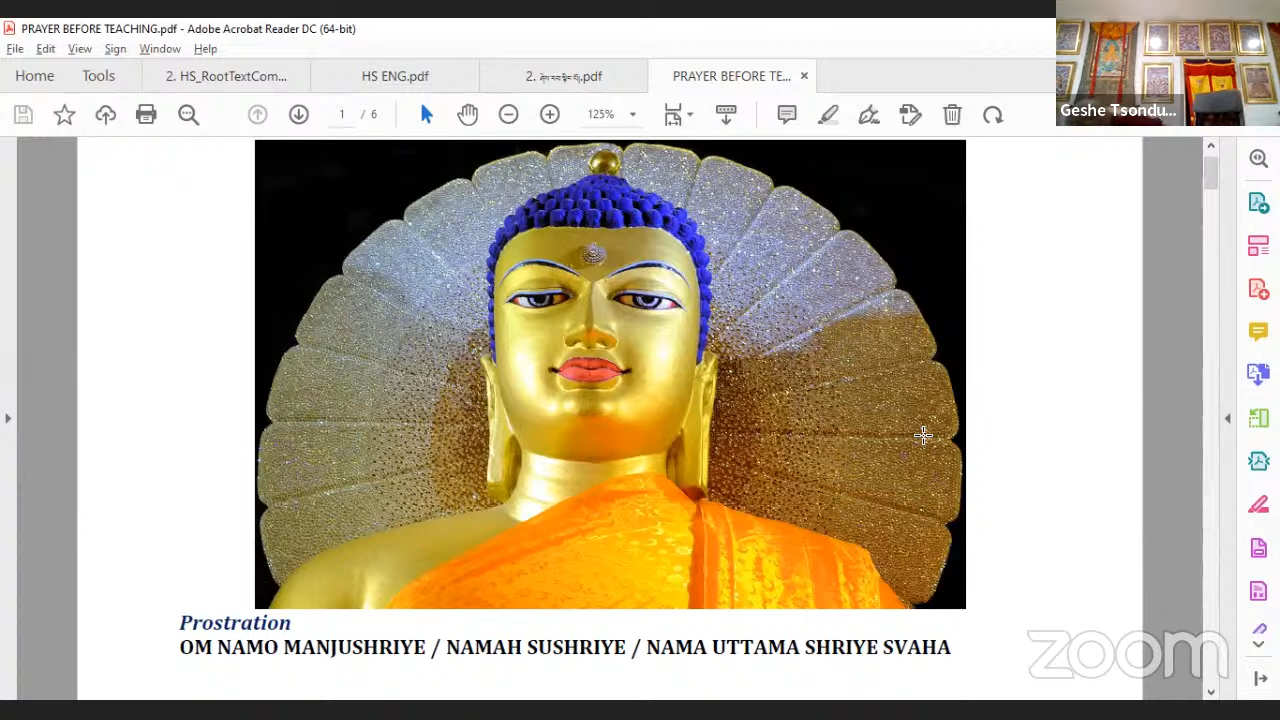 PRAYER BEFORE TEACHING.pdf - Adobe Acrobat Reader DC (64-bit)
File Edit View Sign Window Help
Home Tools 2. HS_RootTextCom... HS ENG.pdf 2. PRAYER BEFORE TE... ×
1 / 6 125%
Geshe Tsondu...
Prostration
OM NAMO MANJUSHRIYE / NAMAH SUSHRIYE / NAMA UTTAMA SHRIYE SVAHA
zoom